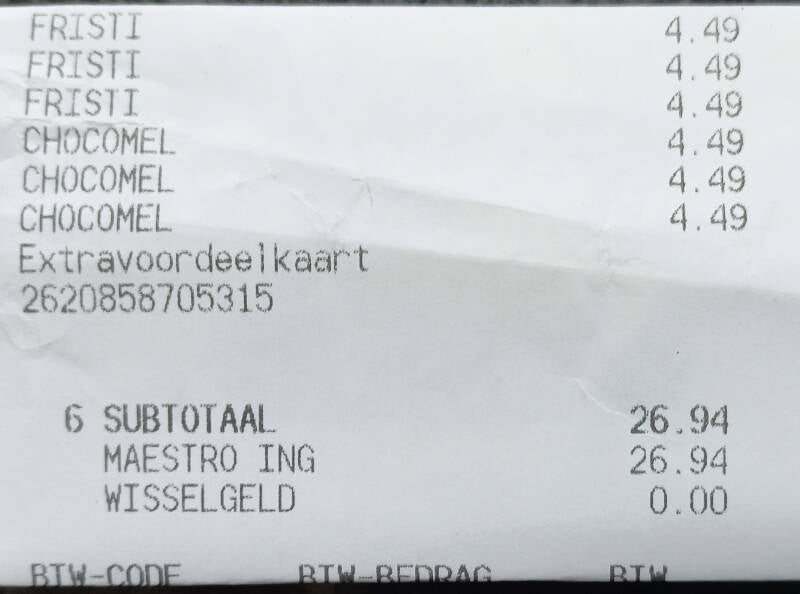 FRISTI 4.49
FRISTI 4.49
FRISTI 4.49
CHOCOMEL 4.49
CHOCOMEL 4.49
CHOCOMEL 4.49
Extravoordeelkaart
2620858705315
6 SUBTOTAAL 26.94
MAESTRO ING 26.94
WISSELGELD 0.00
BTW-CODE BTW-BEDRAG BTW